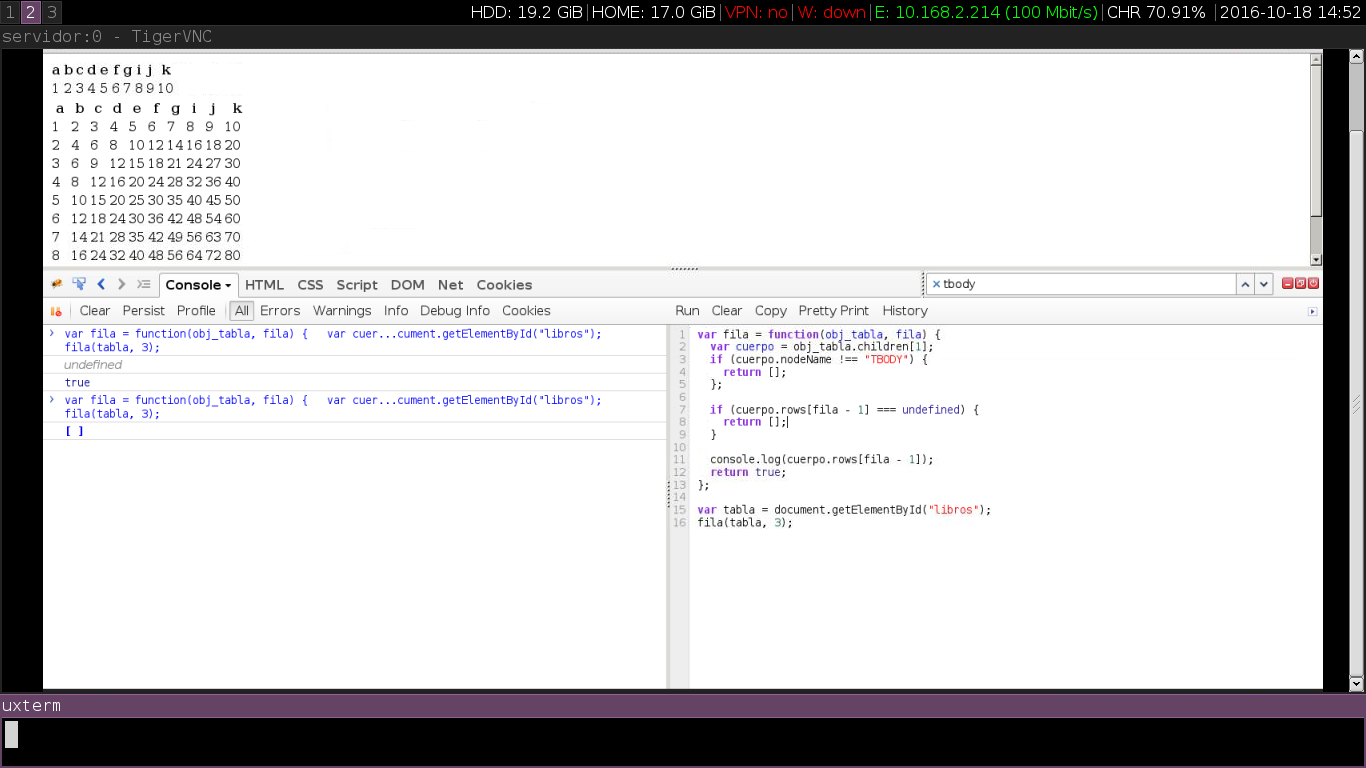 1 2 3 HDD: 19.2 GiB|HOME: 17.0 GiB|VPN: no|W: down|E: 10.168.2.214 (100 Mbit/s)|CHR 70.91% |2016-10-18 14:52
servidor:0 - TigerVNC
a b c d e f g i j k
1 2 3 4 5 6 7 8 9 10
a b c d e f g i j k
1 2 3 4 5 6 7 8 9 10
2 4 6 8 10 12 14 16 18 20
3 6 9 12 15 18 21 24 27 30
4 8 12 16 20 24 28 32 36 40
5 10 15 20 25 30 35 40 45 50
6 12 18 24 30 36 42 48 54 60
7 14 21 28 35 42 49 56 63 70
8 16 24 32 40 48 56 64 72 80
Console HTML CSS Script DOM Net Cookies
tbody
Clear Persist Profile All Errors Warnings Info Debug Info Cookies
Run Clear Copy Pretty Print History
var fila = function(obj_tabla, fila) {   var cuer...cument.getElementById("libros");
fila(tabla, 3);
undefined
true
var fila = function(obj_tabla, fila) {   var cuer...cument.getElementById("libros");
fila(tabla, 3);
[ ]
1 var fila = function(obj_tabla, fila) {
2   var cuerpo = obj_tabla.children[1];
3   if (cuerpo.nodeName !== "TBODY") {
4     return [];
5   };
6
7   if (cuerpo.rows[fila - 1] === undefined) {
8     return [];
9   }
10
11   console.log(cuerpo.rows[fila - 1]);
12   return true;
13 };
14
15 var tabla = document.getElementById("libros");
16 fila(tabla, 3);
uxterm